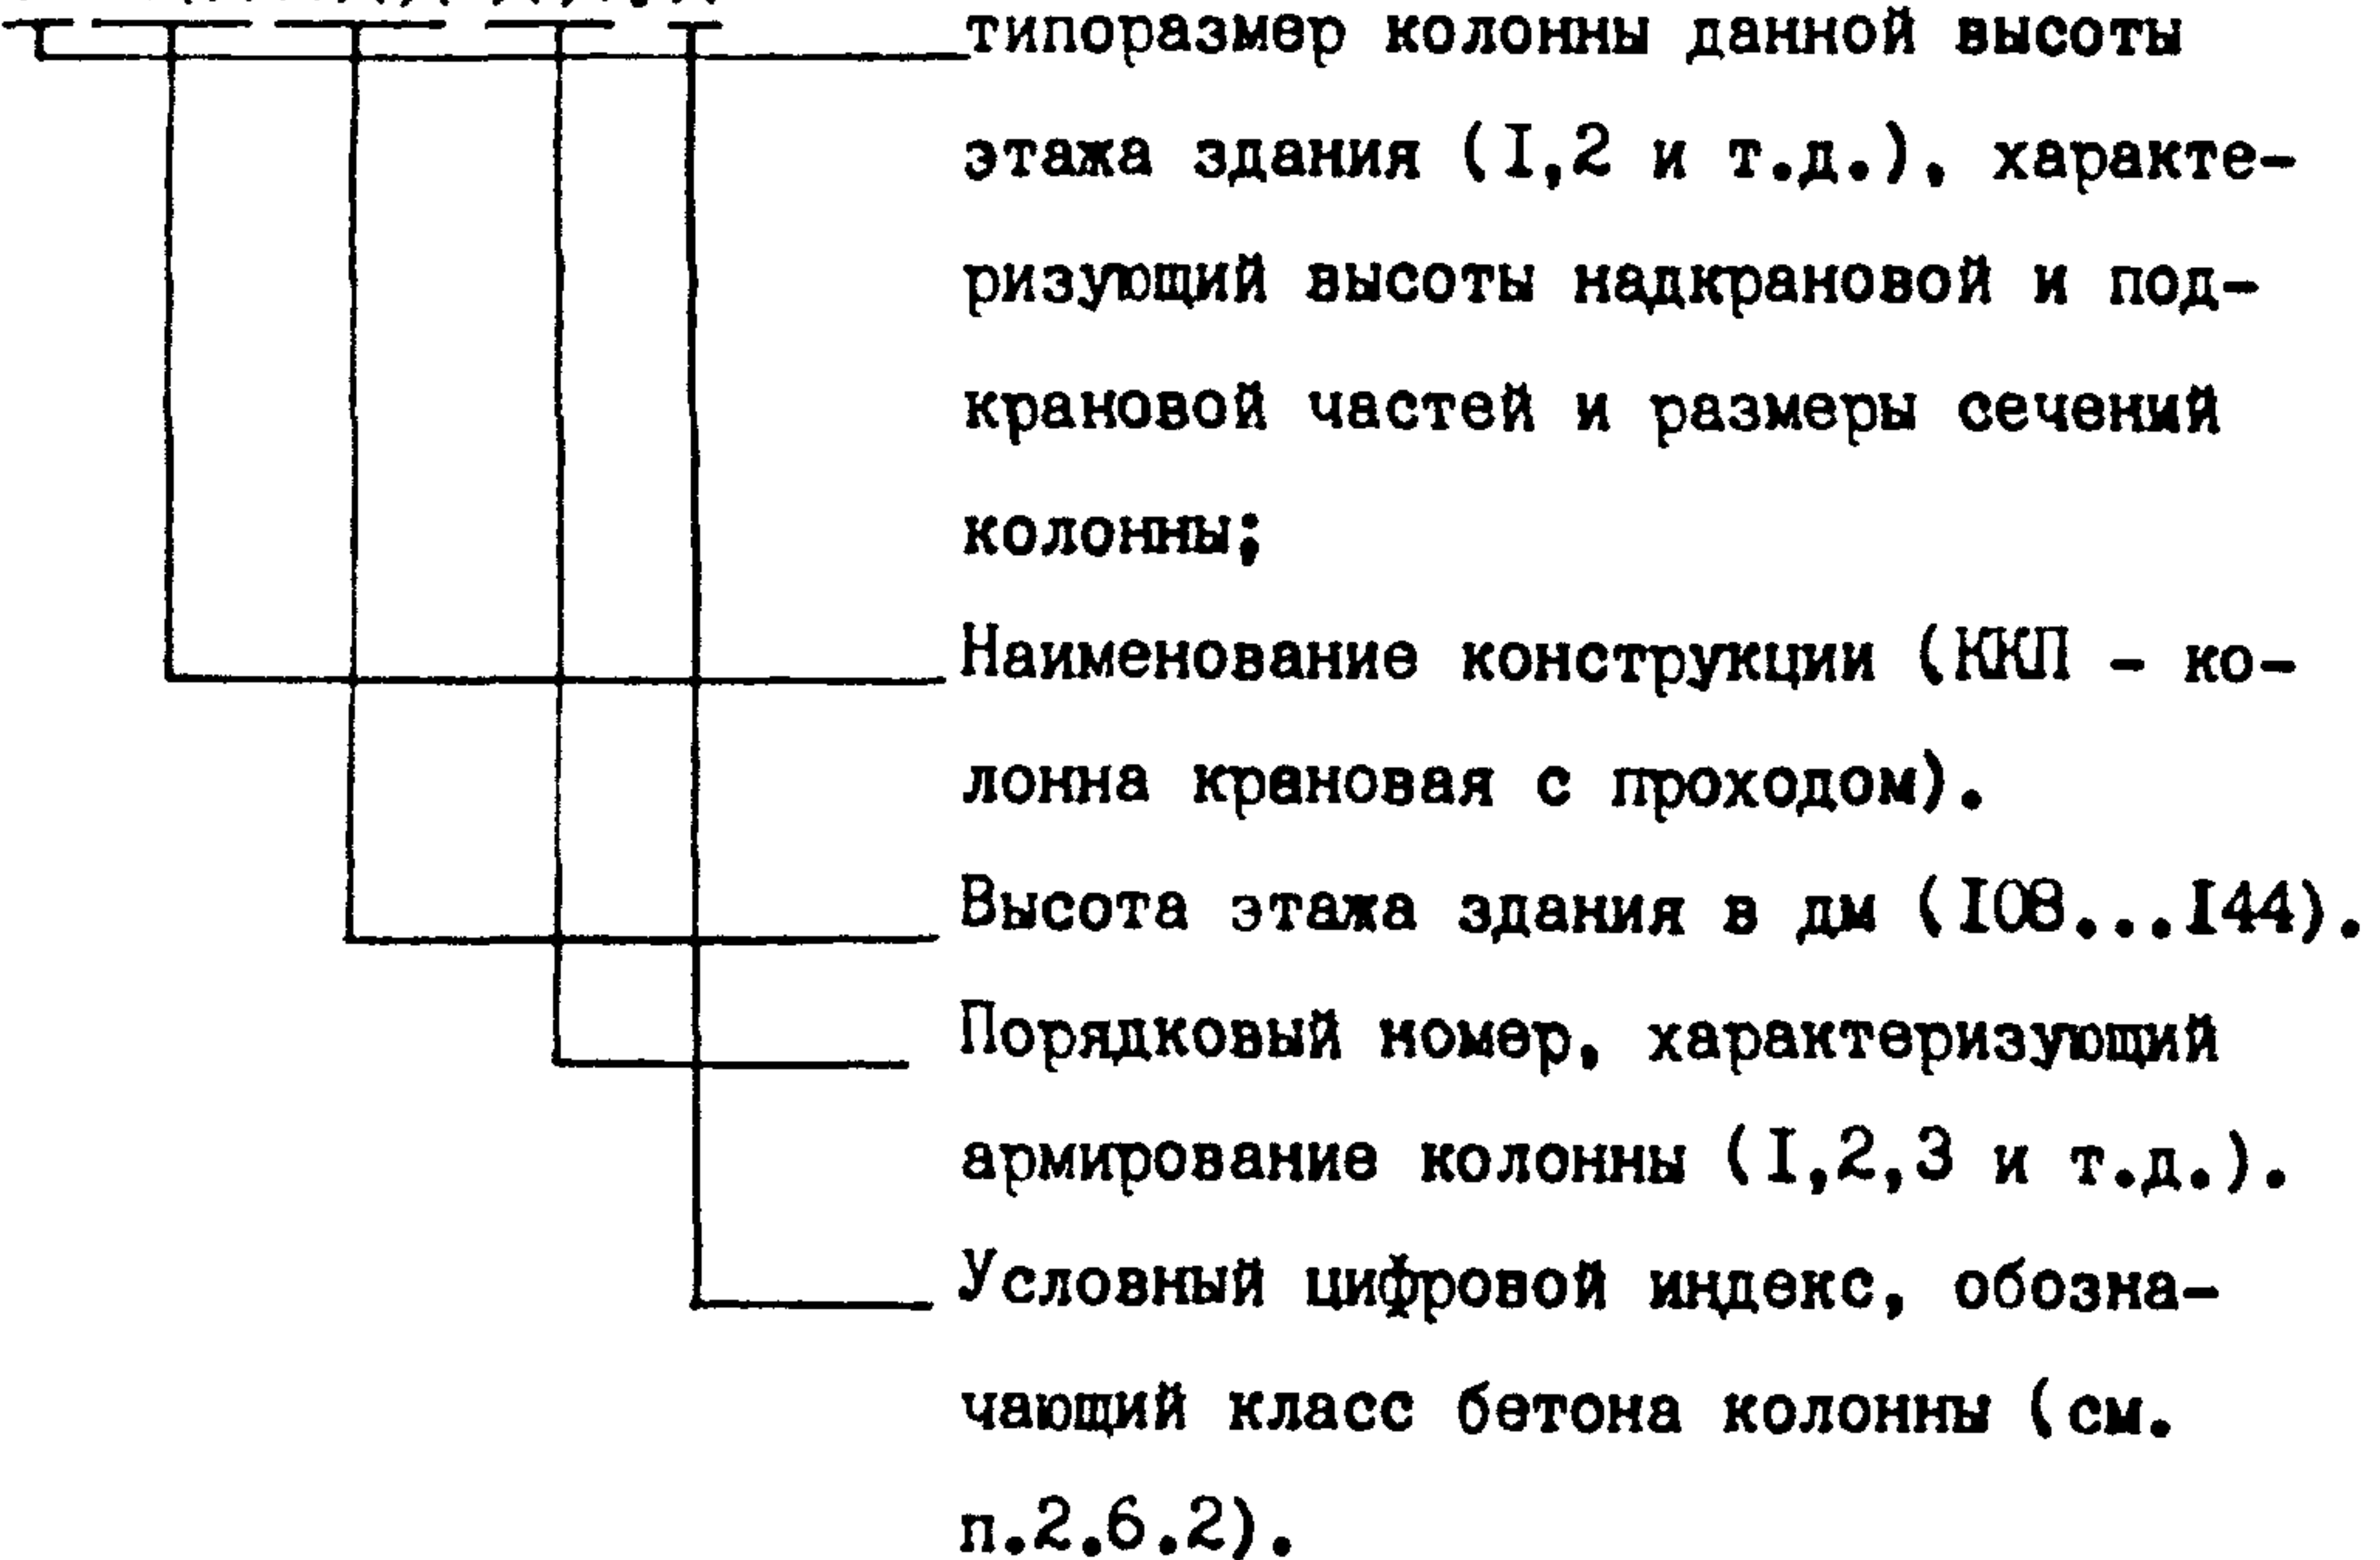 типоразмер колонны данной высоты
этажа здания (I,2 и т.д.), характе-
ризующий высоты надкрановой и под-
крановой частей и размеры сечений
колонны;
Наименование конструкции (ККП - ко-
лонна крановая с проходом).
Высота этажа здания в дм (I08...I44).
Порядковый номер, характеризующий
армирование колонны (I,2,3 и т.д.).
Условный цифровой индекс, обозна-
чающий класс бетона колонны (см.
п.2.6.2).